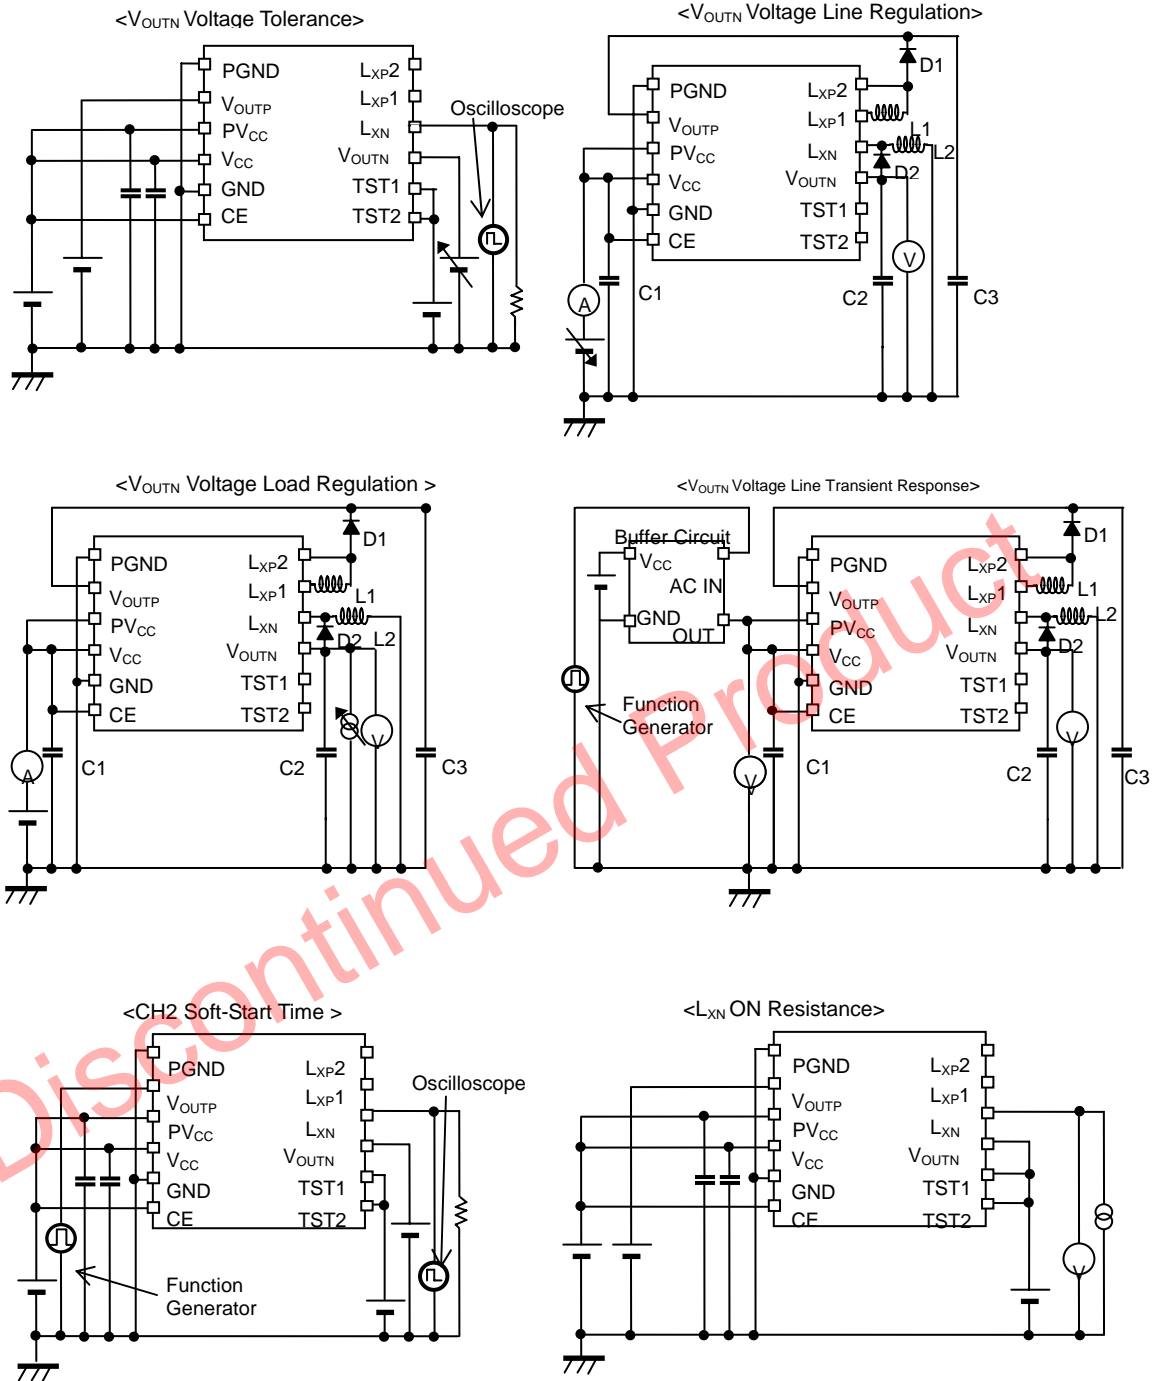 <VOUTN Voltage Tolerance>
PGND
VOUTP
PVCC
VCC
GND
CE
LXP2
LXP1
LXN
VOUTN
TST1
TST2
Oscilloscope
<VOUTN Voltage Line Regulation>
PGND
VOUTP
PVCC
VCC
GND
CE
LXP2
LXP1
LXN
VOUTN
TST1
TST2
D1
L1
L2
D2
V
A
C1
C2
C3
<VOUTN Voltage Load Regulation >
PGND
VOUTP
PVCC
VCC
GND
CE
LXP2
LXP1
LXN
VOUTN
TST1
TST2
D1
L1
D2
L2
V
A
C1
C2
C3
<VOUTN Voltage Line Transient Response>
Buffer Circuit
VCC
AC IN
GND
OUT
Function
Generator
PGND
VOUTP
PVCC
VCC
GND
CE
LXP2
LXP1
LXN
VOUTN
TST1
TST2
D1
L1
L2
D2
V
V
C1
C2
C3
<CH2 Soft-Start Time >
PGND
VOUTP
PVCC
VCC
GND
CE
LXP2
LXP1
LXN
VOUTN
TST1
TST2
Oscilloscope
Function
Generator
<LXN ON Resistance>
PGND
VOUTP
PVCC
VCC
GND
CE
LXP2
LXP1
LXN
VOUTN
TST1
TST2
V
Discontinued Product